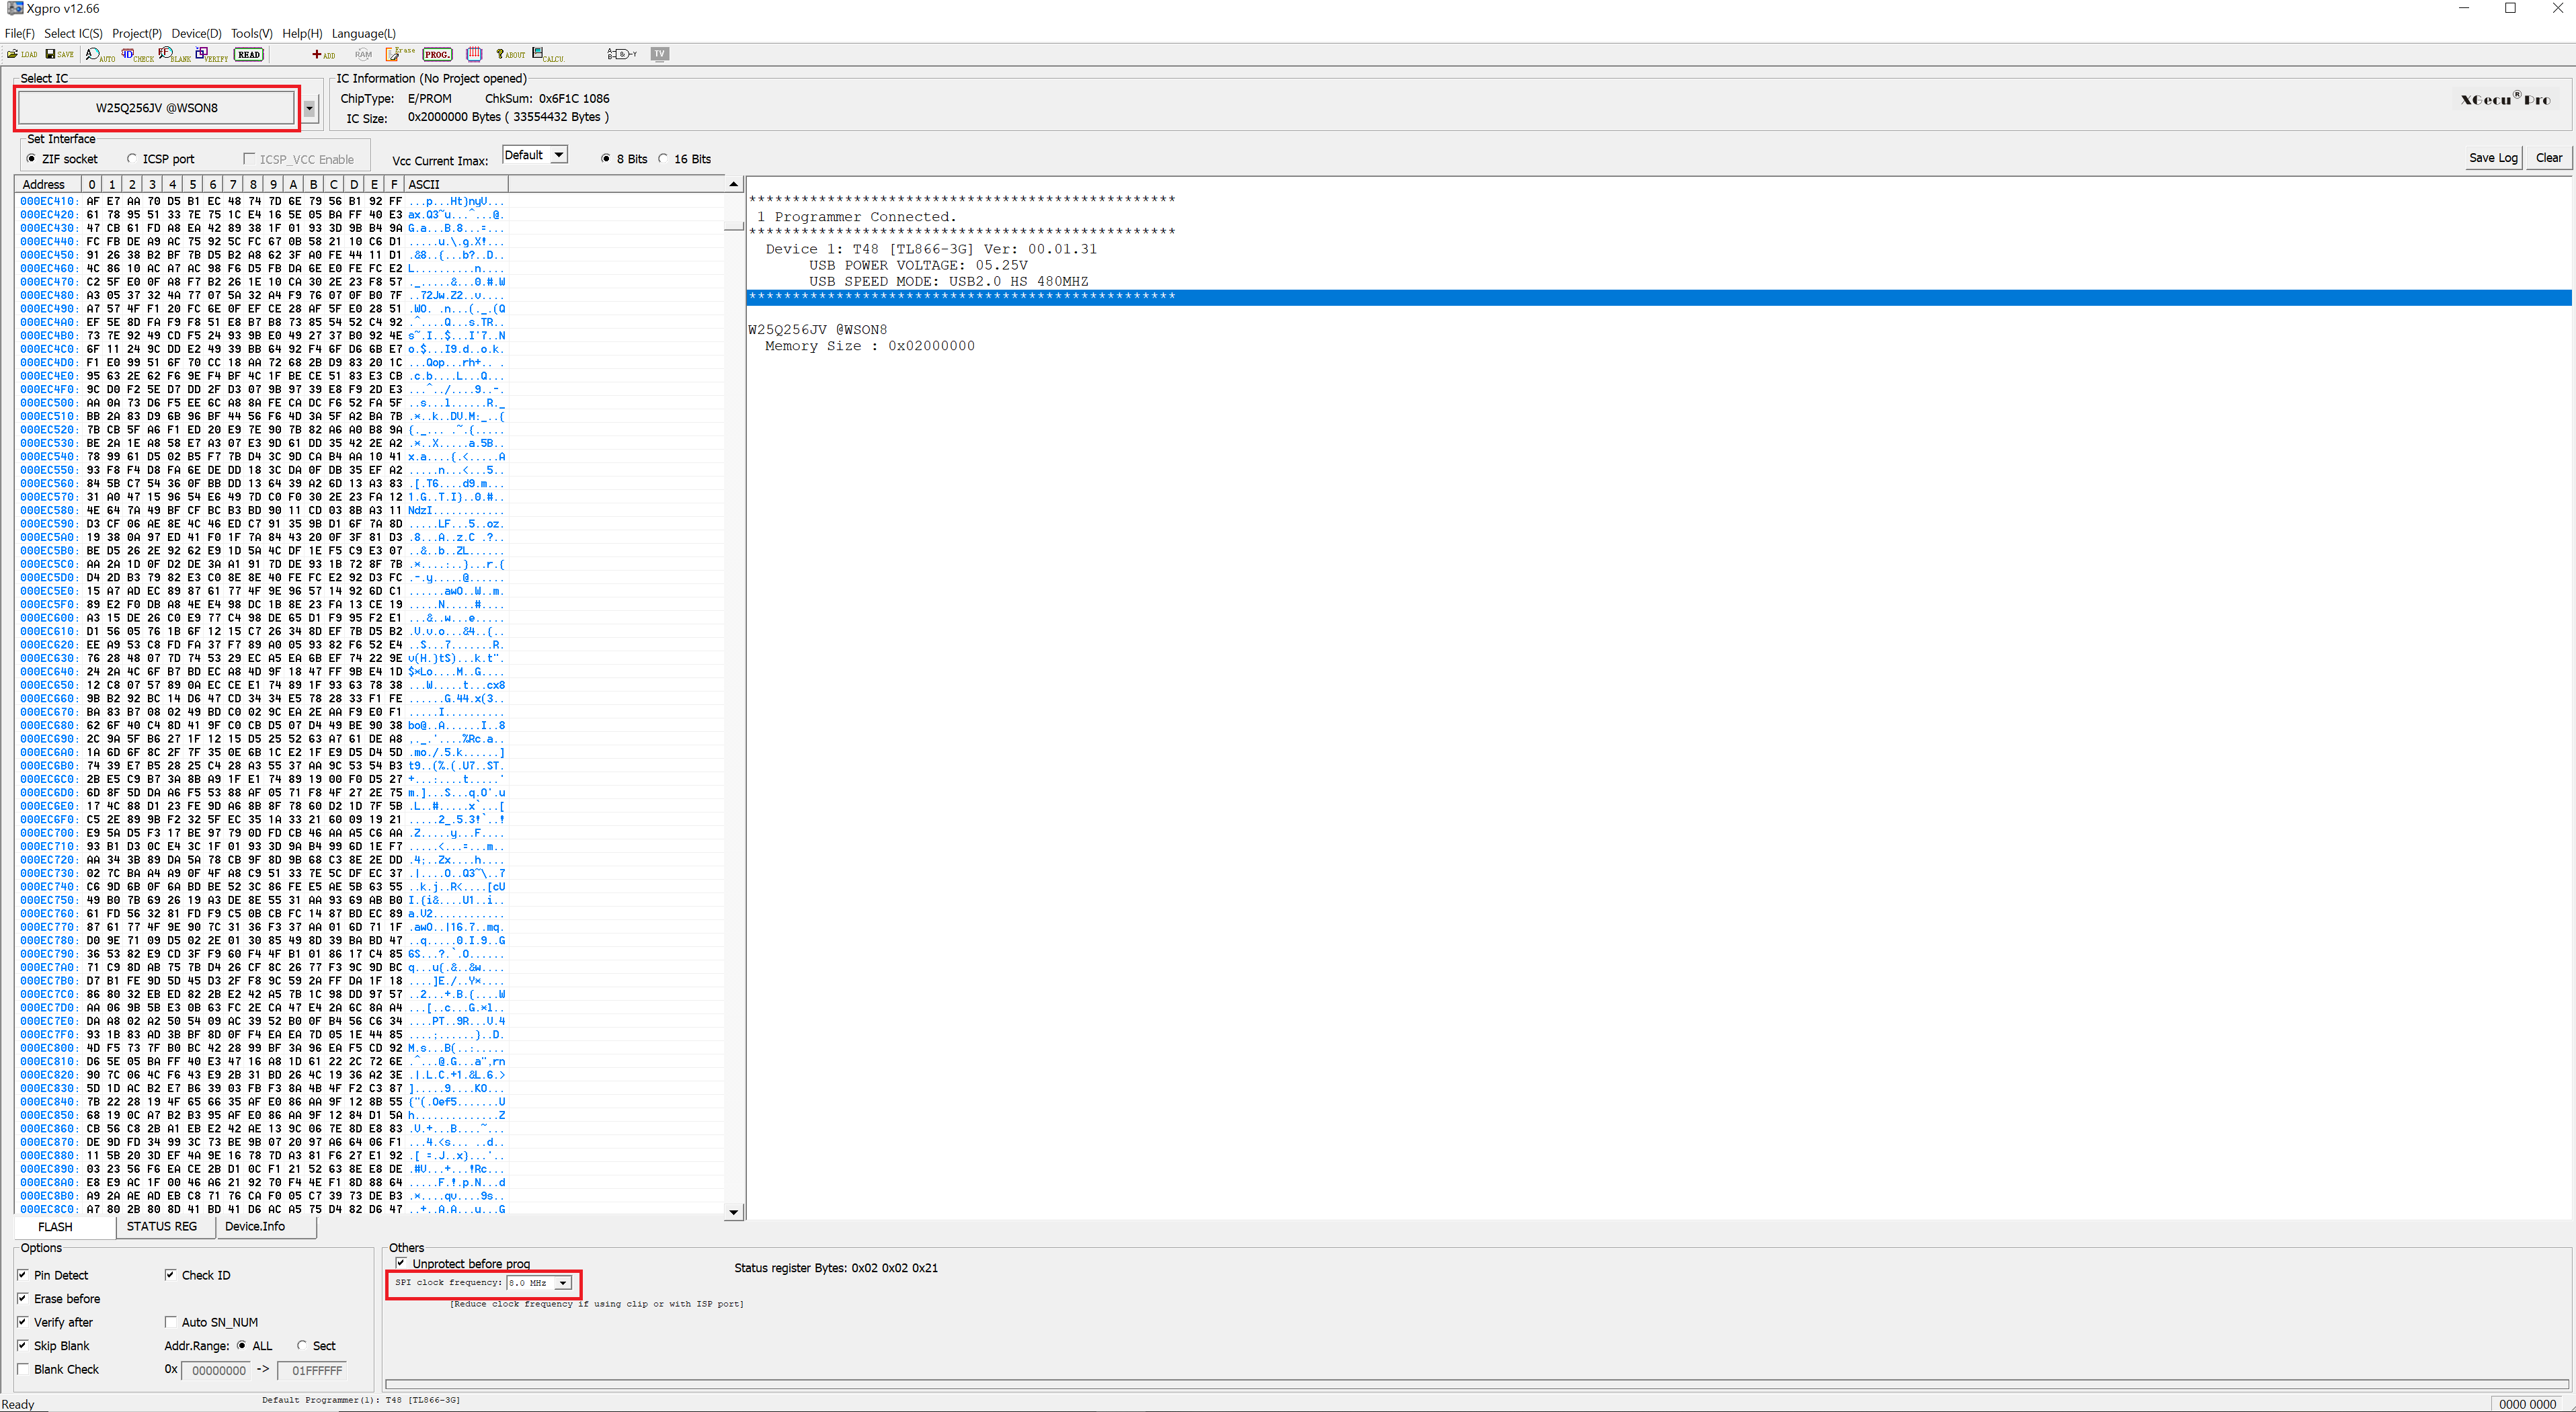 Xgpro v12.66
File(F) Select IC(S) Project(P) Device(D) Tools(V) Help(H) Language(L)
LOAD SAVE AUTO CHECK BLANK VERIFY READ ADD RAM Erase PROG. ABOUT CALCU. TV
Select IC
W25Q256JV @WSON8
IC Information (No Project opened)
ChipType: E/PROM ChkSum: 0x6F1C 1086
IC Size: 0x2000000 Bytes ( 33554432 Bytes )
XGecu® Pro
Set Interface
ZIF socket ICSP port ICSP_VCC Enable Vcc Current Imax: Default 8 Bits 16 Bits Save Log Clear
Address 0 1 2 3 4 5 6 7 8 9 A B C D E F ASCII
000EC410: AF E7 AA 70 D5 B1 EC 48 74 7D 6E 79 56 B1 92 FF ...p...Ht}nyV...
000EC420: 61 78 95 51 33 7E 75 1C E4 16 5E 05 BA FF 40 E3 ax.Q3~u...^...@.
000EC430: 47 CB 61 FD A8 EA 42 89 38 1F 01 93 3D 9B B4 9A G.a...B.8...=...
000EC440: FC FB DE A9 AC 75 92 5C FC 67 0B 58 21 10 C6 D1 .....u.\.g.X!...
000EC450: 91 26 38 B2 BF 7B D5 B2 A8 62 3F A0 FE 44 11 D1 .&8..{...b?..D..
000EC460: 4C 86 10 AC A7 AC 98 F6 D5 FB DA 6E E0 FE FC E2 L..........n....
000EC470: C2 5F E0 0F A8 F7 B2 26 1E 10 CA 30 2E 23 F8 57 ._.....&...0.#.W
000EC480: A3 05 37 32 4A 77 07 5A 32 A4 F9 76 07 0F B0 7F ..72Jw.Z2..v....
000EC490: A7 57 4F F1 20 FC 6E 0F EF CE 28 AF 5F E0 28 51 .WO. .n...(._.(Q
000EC4A0: EF 5E 8D FA F9 F8 51 E8 B7 B8 73 85 54 52 C4 92 .^....Q...s.TR..
000EC4B0: 73 7E 92 49 CD F5 24 93 9B E0 49 27 37 B0 92 4E s~.I..$...I'7..N
000EC4C0: 6F 11 24 9C DD E2 49 39 BB 64 92 F4 6F D6 6B E7 o.$...I9.d..o.k.
000EC4D0: F1 E0 99 51 6F 70 CC 18 AA 72 68 2B D9 83 20 1C ...Qop...rh+.. .
000EC4E0: 95 63 2E 62 F6 9E F4 BF 4C 1F BE CE 51 83 E3 CB .c.b....L...Q...
000EC4F0: 9C D0 F2 5E D7 DD 2F D3 07 9B 97 39 E8 F9 2D E3 ...^../....9..-.
000EC500: AA 0A 73 D6 F5 EE 6C A8 8A FE CA DC F6 52 FA 5F ..s...l......R._
000EC510: BB 2A 83 D9 6B 96 BF 44 56 F6 4D 3A 5F A2 BA 7B .*..k..DV.M:_..{
000EC520: 7B CB 5F A6 F1 ED 20 E9 7E 90 7B 82 A6 A0 B8 9A {._... .~.{.....
000EC530: BE 2A 1E A8 58 E7 A3 07 E3 9D 61 DD 35 42 2E A2 .*..X.....a.5B..
000EC540: 78 99 61 D5 02 B5 F7 7B D4 3C 9D CA B4 AA 10 41 x.a....{.<.....A
000EC550: 93 F8 F4 D8 FA 6E DE DD 18 3C DA 0F DB 35 EF A2 .....n...<...5..
000EC560: 84 5B C7 54 36 0F BB DD 13 64 39 A2 6D 13 A3 83 .[.T6....d9.m...
000EC570: 31 A0 47 15 96 54 E6 49 7D C0 F0 30 2E 23 FA 12 1.G..T.I}..0.#..
000EC580: 4E 64 7A 49 BF CF BC B3 BD 90 11 CD 03 8B A3 11 NdzI............
000EC590: D3 CF 06 AE 8E 4C 46 ED C7 91 35 9B D1 6F 7A 8D .....LF...5..oz.
000EC5A0: 19 38 0A 97 ED 41 F0 1F 7A 84 43 20 0F 3F 81 D3 .8...A..z.C .?..
000EC5B0: BE D5 26 2E 92 62 E9 1D 5A 4C DF 1E F5 C9 E3 07 ..&..b..ZL......
000EC5C0: AA 2A 1D 0F D2 DE 3A A1 91 7D DE 93 1B 72 8F 7B .*....:..}...r.{
000EC5D0: D4 2D B3 79 82 E3 C0 8E 8E 40 FE FC E2 92 D3 FC .-.y.....@......
000EC5E0: 15 A7 AD EC 89 87 61 77 4F 9E 96 57 14 92 6D C1 ......awO..W..m.
000EC5F0: 89 E2 F0 DB A8 4E E4 98 DC 1B 8E 23 FA 13 CE 19 .....N.....#....
000EC600: A3 15 DE 26 C0 E9 77 C4 98 DE 65 D1 F9 95 F2 E1 ...&..w...e.....
000EC610: D1 56 05 76 1B 6F 12 15 C7 26 34 8D EF 7B D5 B2 .V.v.o...&4..{..
000EC620: EE A9 53 C8 FD FA 37 F7 89 A0 05 93 82 F6 52 E4 ..S...7.......R.
000EC630: 76 28 48 07 7D 74 53 29 EC A5 EA 6B EF 74 22 9E v(H.}tS)...k.t".
000EC640: 24 2A 4C 6F B7 BD EC A8 4D 9F 18 47 FF 9B E4 1D $*Lo....M..G....
000EC650: 12 C8 07 57 89 0A EC CE E1 74 89 1F 93 63 78 38 ...W.....t...cx8
000EC660: 9B B2 92 BC 14 D6 47 CD 34 34 E5 78 28 33 F1 FE ......G.44.x(3..
000EC670: BA 83 B7 08 02 49 BD C0 02 9C EA 2E AA F9 E0 F1 .....I..........
000EC680: 62 6F 40 C4 8D 41 9F C0 CB D5 07 D4 49 BE 90 38 bo@..A......I..8
000EC690: 2C 9A 5F B6 27 1F 12 15 D5 25 52 63 A7 61 DE A8 ,._.'....%Rc.a..
000EC6A0: 1A 6D 6F 8C 2F 7F 35 0E 6B 1C E2 1F E9 D5 D4 5D .mo./.5.k......]
000EC6B0: 74 39 E7 B5 28 25 C4 28 A3 55 37 AA 9C 53 54 B3 t9..(%.(.U7..ST.
000EC6C0: 2B E5 C9 B7 3A 8B A9 1F E1 74 89 19 00 F0 D5 27 +...:....t.....'
000EC6D0: 6D 8F 5D DA A6 F5 53 88 AF 05 71 F8 4F 27 2E 75 m.]...S...q.O'.u
000EC6E0: 17 4C 88 D1 23 FE 9D A6 8B 8F 78 60 D2 1D 7F 5B .L..#.....x`...[
000EC6F0: C5 2E 89 9B F2 32 5F EC 35 1A 33 21 60 09 19 21 .....2_.5.3!`..!
000EC700: E9 5A D5 F3 17 BE 97 79 0D FD CB 46 AA A5 C6 AA .Z.....y...F....
000EC710: 93 B1 D3 0C E4 3C 1F 01 93 3D 9A B4 99 6D 1E F7 .....<...=...m..
000EC720: AA 34 3B 89 DA 5A 78 CB 9F 8D 9B 68 C3 8E 2E DD .4;..Zx....h....
000EC730: 02 7C BA A4 A9 0F 4F A8 C9 51 33 7E 5C DF EC 37 .|....O..Q3~\..7
000EC740: C6 9D 6B 0F 6A BD BE 52 3C 86 FE E5 AE 5B 63 55 ..k.j..R<....[cU
000EC750: 49 B0 7B 69 26 19 A3 DE 8E 55 31 AA 93 69 AB B0 I.{i&....U1..i..
000EC760: 61 FD 56 32 81 FD F9 C5 0B CB FC 14 87 BD EC 89 a.V2............
000EC770: 87 61 77 4F 9E 90 7C 31 36 F3 37 AA 01 6D 71 1F .awO..|16.7..mq.
000EC780: D0 9E 71 09 D5 02 2E 01 30 85 49 8D 39 BA BD 47 ..q.....0.I.9..G
000EC790: 36 53 82 E9 CD 3F F9 60 F4 4F B1 01 86 17 C4 85 6S...?.`.O......
000EC7A0: 71 C9 8D AB 75 7B D4 26 CF 8C 26 77 F3 9C 9D BC q...u{.&..&w....
000EC7B0: D7 B1 FE 9D 5D 45 D3 2F F8 9C 59 2A FF DA 1F 18 ....]E./..Y*....
000EC7C0: 86 80 32 EB ED 82 2B E2 42 A5 7B 1C 98 DD 97 57 ..2...+.B.{....W
000EC7D0: AA 06 9B 5B E3 0B 63 FC 2E CA 47 E4 2A 6C 8A A4 ...[..c...G.*l..
000EC7E0: DA A8 02 A2 50 54 09 AC 39 52 B0 0F B4 56 C6 34 ....PT..9R...V.4
000EC7F0: 93 1B 83 AD 3B BF 8D 0F F4 EA EA 7D 05 1E 44 85 ....;......}..D.
000EC800: 4D F5 73 7F B0 BC 42 28 99 BF 3A 96 EA F5 CD 92 M.s...B(..:.....
000EC810: D6 5E 05 BA FF 40 E3 47 16 A8 1D 61 22 2C 72 6E .^...@.G...a",rn
000EC820: 90 7C 06 4C F6 43 E9 2B 31 BD 26 4C 19 36 A2 3E .|.L.C.+1.&L.6.>
000EC830: 5D 1D AC B2 E7 B6 39 03 FB F3 8A 4B 4F F2 C3 87 ].....9....KO...
000EC840: 7B 22 28 19 4F 65 66 35 AF E0 86 AA 9F 12 8B 55 {"(.Oef5.......U
000EC850: 68 19 0C A7 B2 B3 95 AF E0 86 AA 9F 12 84 D1 5A h..............Z
000EC860: CB 56 C8 2B A1 EB E2 42 AE 13 9C 06 7E 8D E8 83 .V.+...B....~...
000EC870: DE 9D FD 34 99 3C 73 BE 9B 07 20 97 A6 64 06 F1 ...4.<s... ..d..
000EC880: 11 5B 20 3D EF 4A 9E 16 78 7D A3 81 F6 27 E1 92 .[ =.J..x}...'..
000EC890: 03 23 56 F6 EA CE 2B D1 0C F1 21 52 63 8E E8 DE .#V...+...!Rc...
000EC8A0: E8 E9 AC 1F 00 46 A6 21 92 70 F4 4E F1 8D 88 64 .....F.!.p.N...d
000EC8B0: A9 2A AE AD EB C8 71 76 CA F0 05 C7 39 73 DE B3 .*....qv....9s..
000EC8C0: A7 80 2B 80 8D 41 BD 41 D6 AC A5 75 D4 82 D6 47 ..+..A.A...u...G
*************************************************
1 Programmer Connected.
*************************************************
Device 1: T48 [TL866-3G] Ver: 00.01.31
USB POWER VOLTAGE: 05.25V
USB SPEED MODE: USB2.0 HS 480MHZ
*************************************************
W25Q256JV @WSON8
Memory Size : 0x02000000
FLASH STATUS REG Device.Info
Options
Pin Detect Check ID
Erase before
Verify after Auto SN_NUM
Skip Blank Addr.Range: ALL Sect
Blank Check 0x 00000000 -> 01FFFFFF
Others
Unprotect before prog
SPI clock frequency: 8.0 MHz
[Reduce clock frequency if using clip or with ISP port]
Status register Bytes: 0x02 0x02 0x21
Ready Default Programmer(1): T48 [TL866-3G] 0000 0000